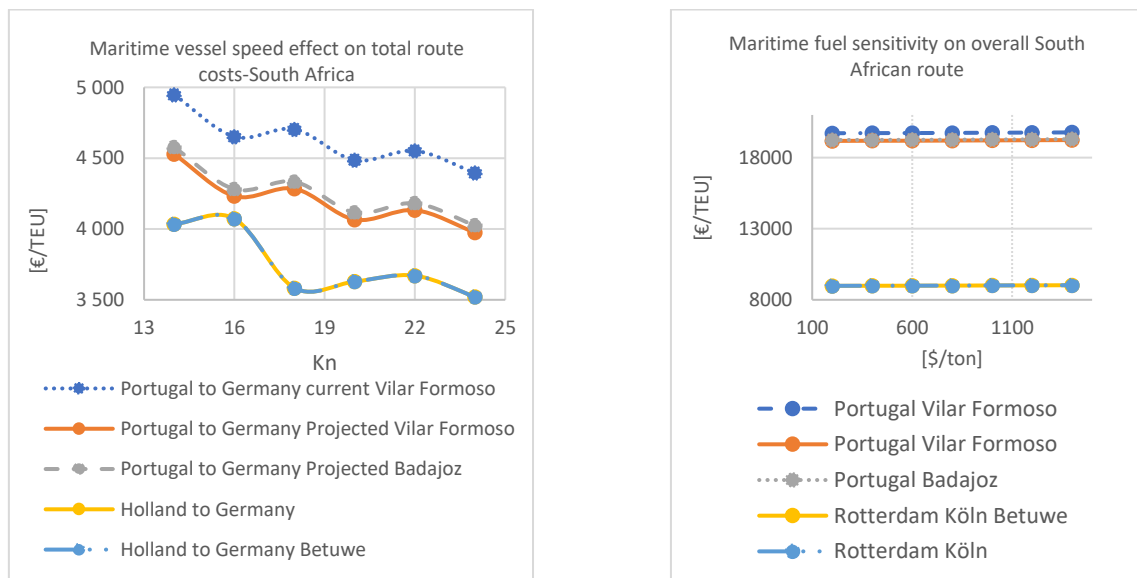 Maritime vessel speed effect on total route
costs-South Africa
5 000
4 500
4 000
3 500
[€/TEU]
13 16 19 22 25
Kn
Portugal to Germany current Vilar Formoso
Portugal to Germany Projected Vilar Formoso
Portugal to Germany Projected Badajoz
Holland to Germany
Holland to Germany Betuwe
Maritime fuel sensitivity on overall South
African route
18000
13000
8000
[€/TEU]
100 600 1100
[$/ton]
Portugal Vilar Formoso
Portugal Vilar Formoso
Portugal Badajoz
Rotterdam Köln Betuwe
Rotterdam Köln